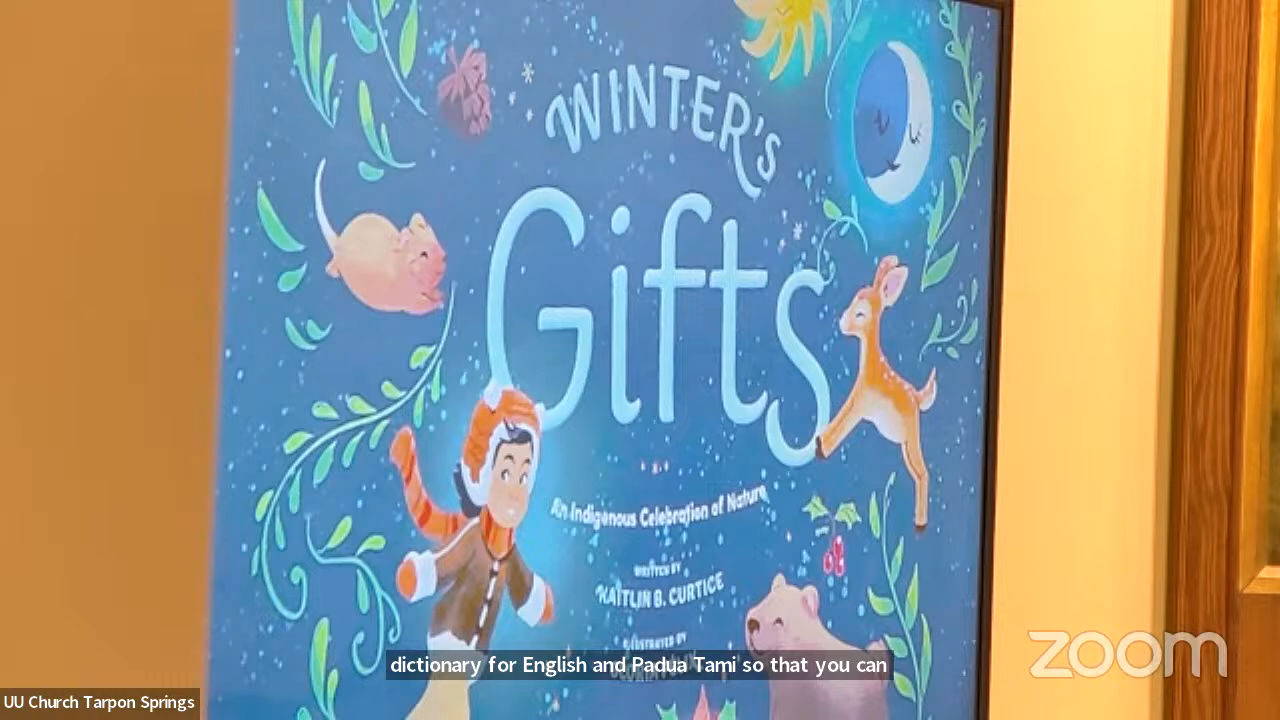 WINTER'S
Gifts
An Indigenous Celebration of Nature
WRITTEN BY
KAITLIN B. CURTICE
ILLUSTRATED BY
dictionary for English and Padua Tami so that you can
UU Church Tarpon Springs
zoom